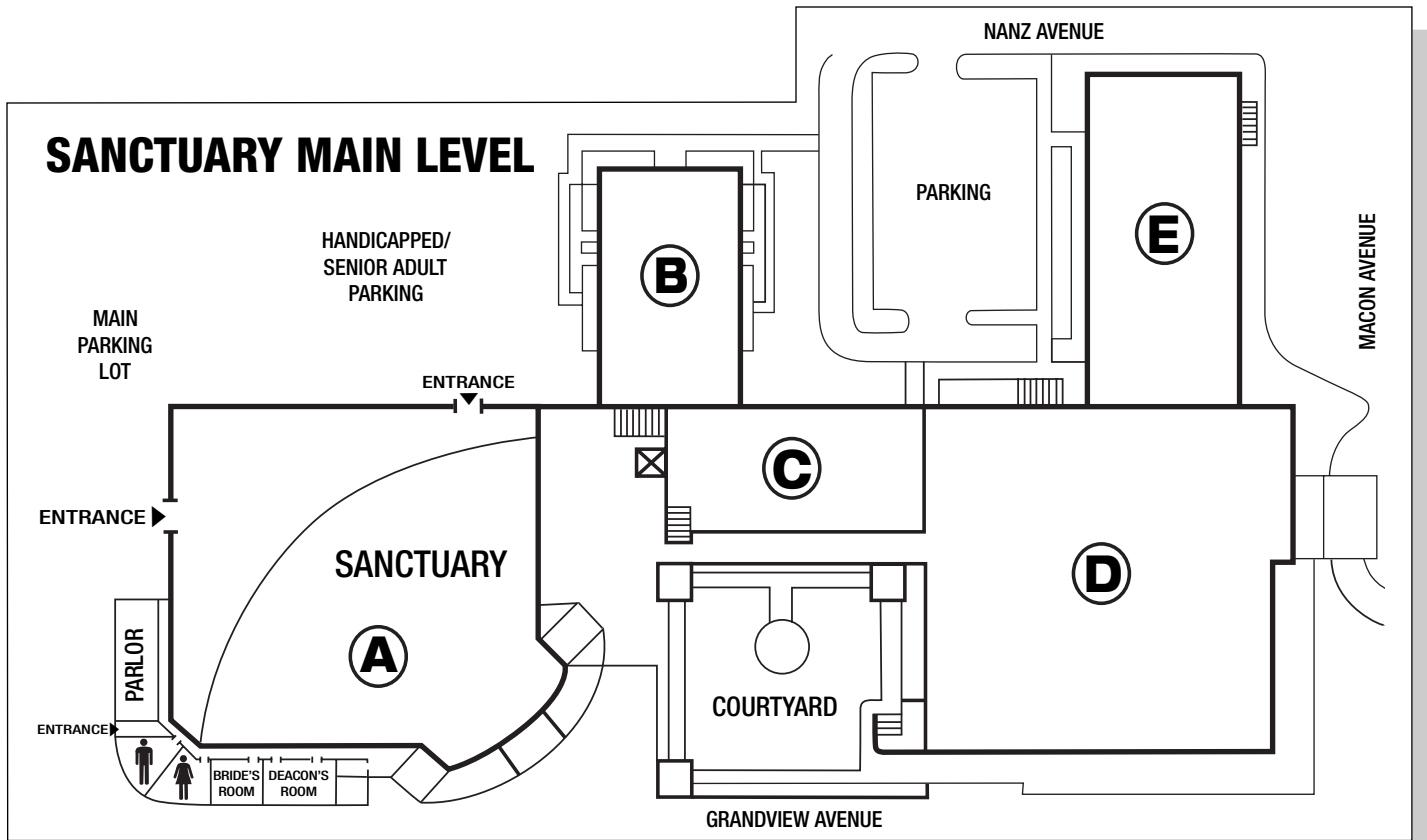 NANZ AVENUE
SANCTUARY MAIN LEVEL
PARKING
HANDICAPPED/
SENIOR ADULT
PARKING
B
E
MACON AVENUE
MAIN
PARKING
LOT
ENTRANCE
C
ENTRANCE
SANCTUARY
D
A
PARLOR
COURTYARD
ENTRANCE
BRIDE'S
ROOM
DEACON'S
ROOM
GRANDVIEW AVENUE